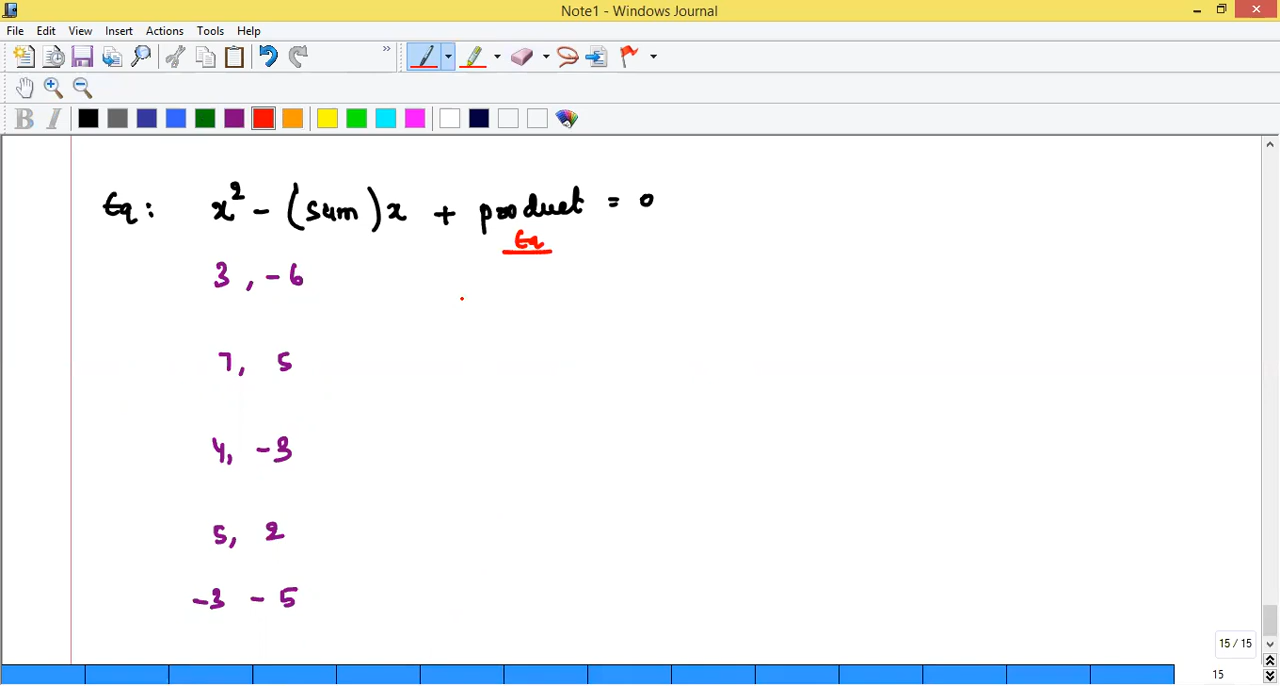 Note1 - Windows Journal
File Edit View Insert Actions Tools Help
»
B I
Eq: x² - (sum)x + product = 0
Eq
3, -6
7, 5
4, -3
5, 2
-3 -5
15 / 15
15